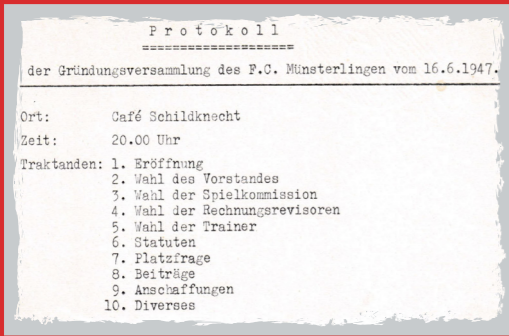 Protokoll
====================
der Gründungsversammlung des F.C. Münsterlingen vom 16.6.1947.
Ort: Café Schildknecht
Zeit: 20.00 Uhr
Traktanden: 1. Eröffnung
2. Wahl des Vorstandes
3. Wahl der Spielkommission
4. Wahl der Rechnungsrevisoren
5. Wahl der Trainer
6. Statuten
7. Platzfrage
8. Beiträge
9. Anschaffungen
10. Diverses